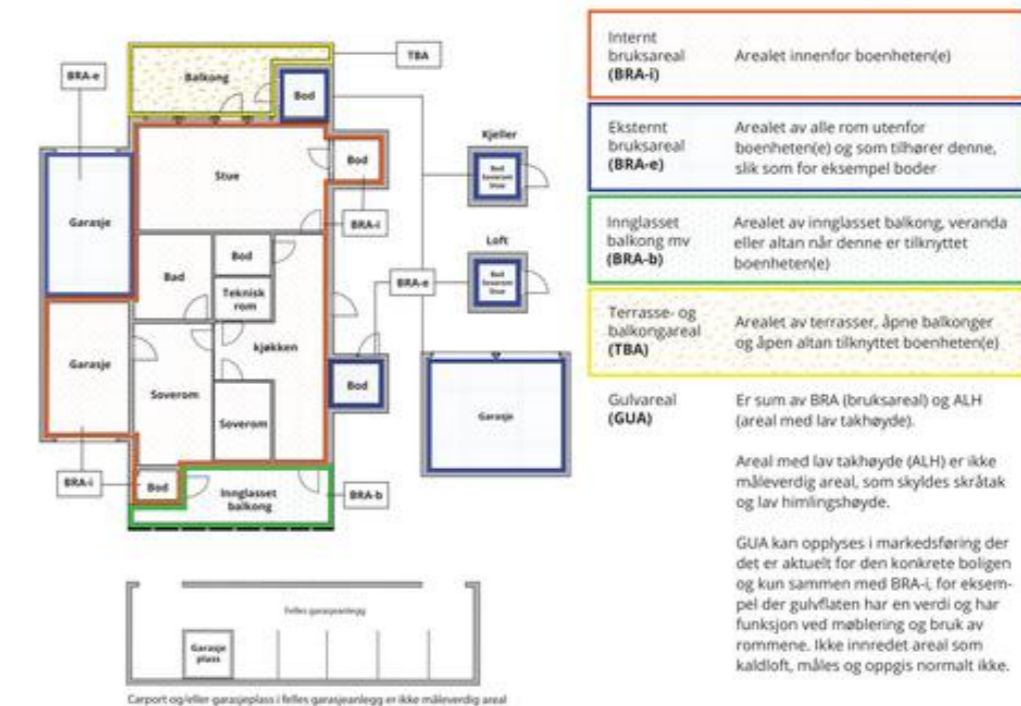 TBA
BRA-e
Balkong
Bod
Kjeller
Bod
Soverom
Stue
Bod
Stue
BRA-i
Garasje
Loft
Bod
Soverom
Stue
Bod
Bad
BRA-e
Teknisk
rom
kjøkken
Garasje
Bod
Soverom
Garasje
Soverom
BRA-i
Bod
Innglasset
balkong
BRA-b
Felles garasjeanlegg
Garasje
plass
Carport og/eller garasjeplass i felles garasjeanlegg er ikke måleverdig areal
Internt
bruksareal
(BRA-i)
Arealet innenfor boenheten(e)
Eksternt
bruksareal
(BRA-e)
Arealet av alle rom utenfor
boenheten(e) og som tilhører denne,
slik som for eksempel boder
Innglasset
balkong mv
(BRA-b)
Arealet av innglasset balkong, veranda
eller altan når denne er tilknyttet
boenheten(e)
Terrasse- og
balkongareal
(TBA)
Arealet av terrasser, åpne balkonger
og åpen altan tilknyttet boenheten(e)
Gulvareal
(GUA)
Er sum av BRA (bruksareal) og ALH
(areal med lav takhøyde).
Areal med lav takhøyde (ALH) er ikke
måleverdig areal, som skyldes skråtak
og lav himlingshøyde.
GUA kan opplyses i markedsføring der
det er aktuelt for den konkrete boligen
og kun sammen med BRA-i, for eksem-
pel der gulvflaten har en verdi og har
funksjon ved møblering og bruk av
rommene. Ikke innredet areal som
kaldloft, måles og oppgis normalt ikke.